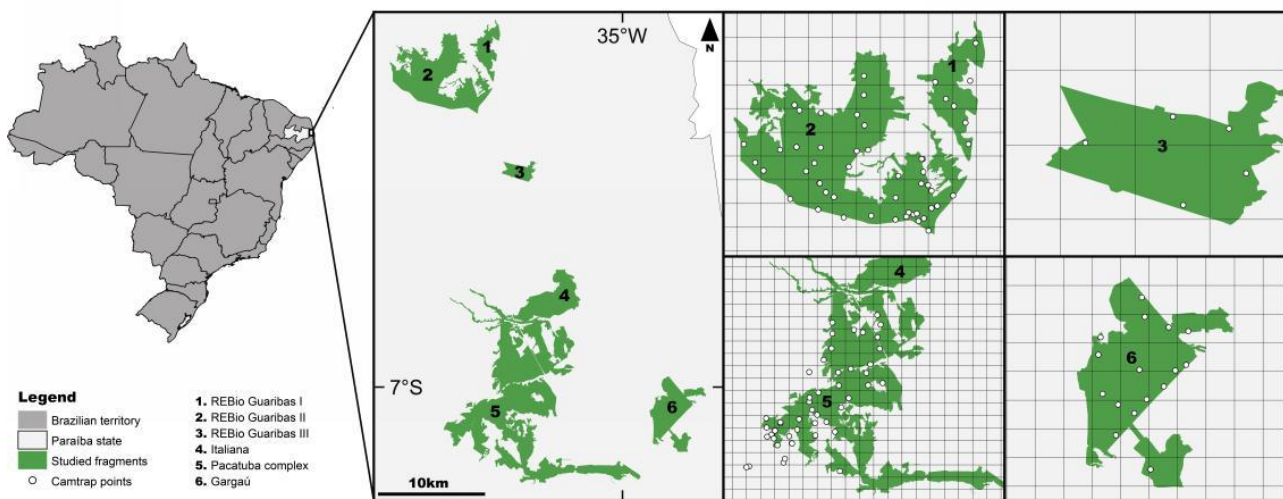 Legend
Brazilian territory
Paraíba state
Studied fragments
Camtrap points
1. REBio Guaribas I
2. REBio Guaribas II
3. REBio Guaribas III
4. Italiana
5. Pacatuba complex
6. Gargaú
35°W
N
1
2
3
4
7°S
5
6
10km
1
2
3
4
5
6